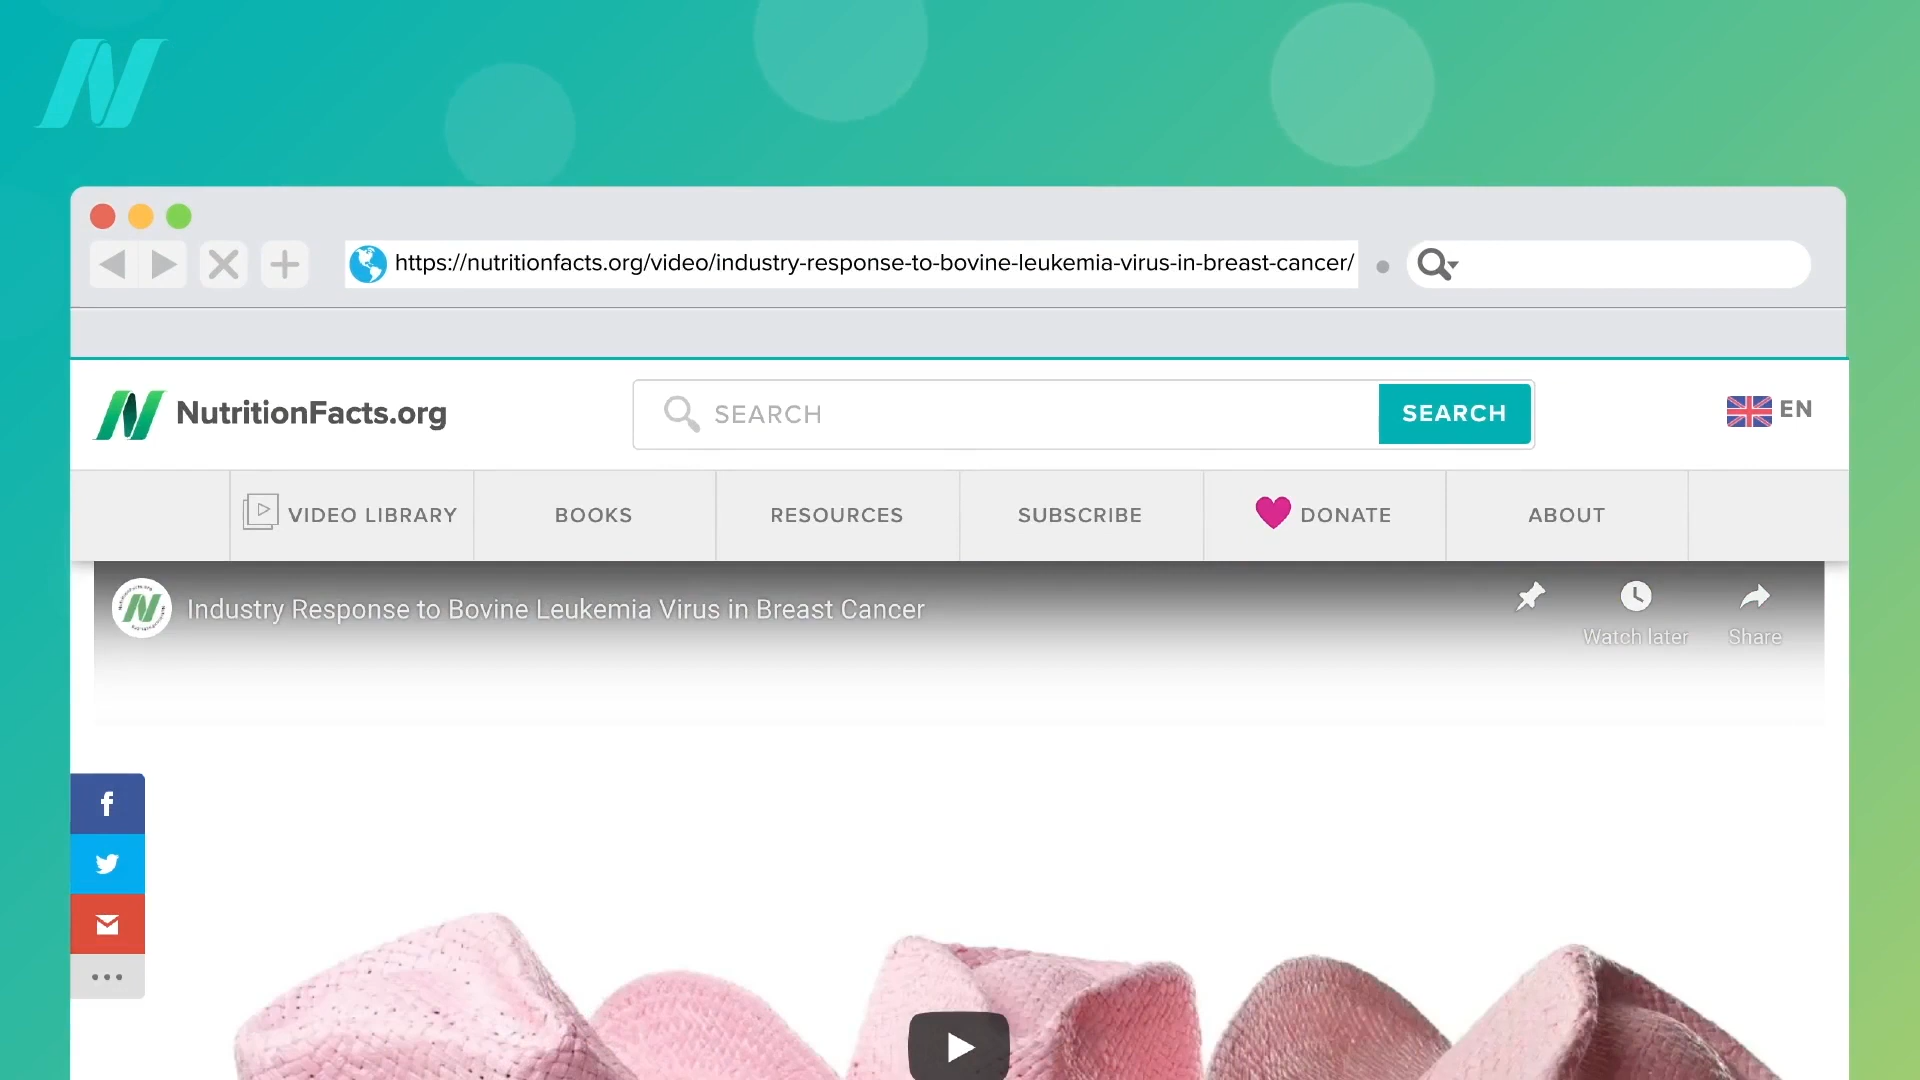 https://nutritionfacts.org/video/industry-response-to-bovine-leukemia-virus-in-breast-cancer/
NutritionFacts.org
SEARCH
SEARCH
EN
VIDEO LIBRARY
BOOKS
RESOURCES
SUBSCRIBE
DONATE
ABOUT
Industry Response to Bovine Leukemia Virus in Breast Cancer
Watch later
Share